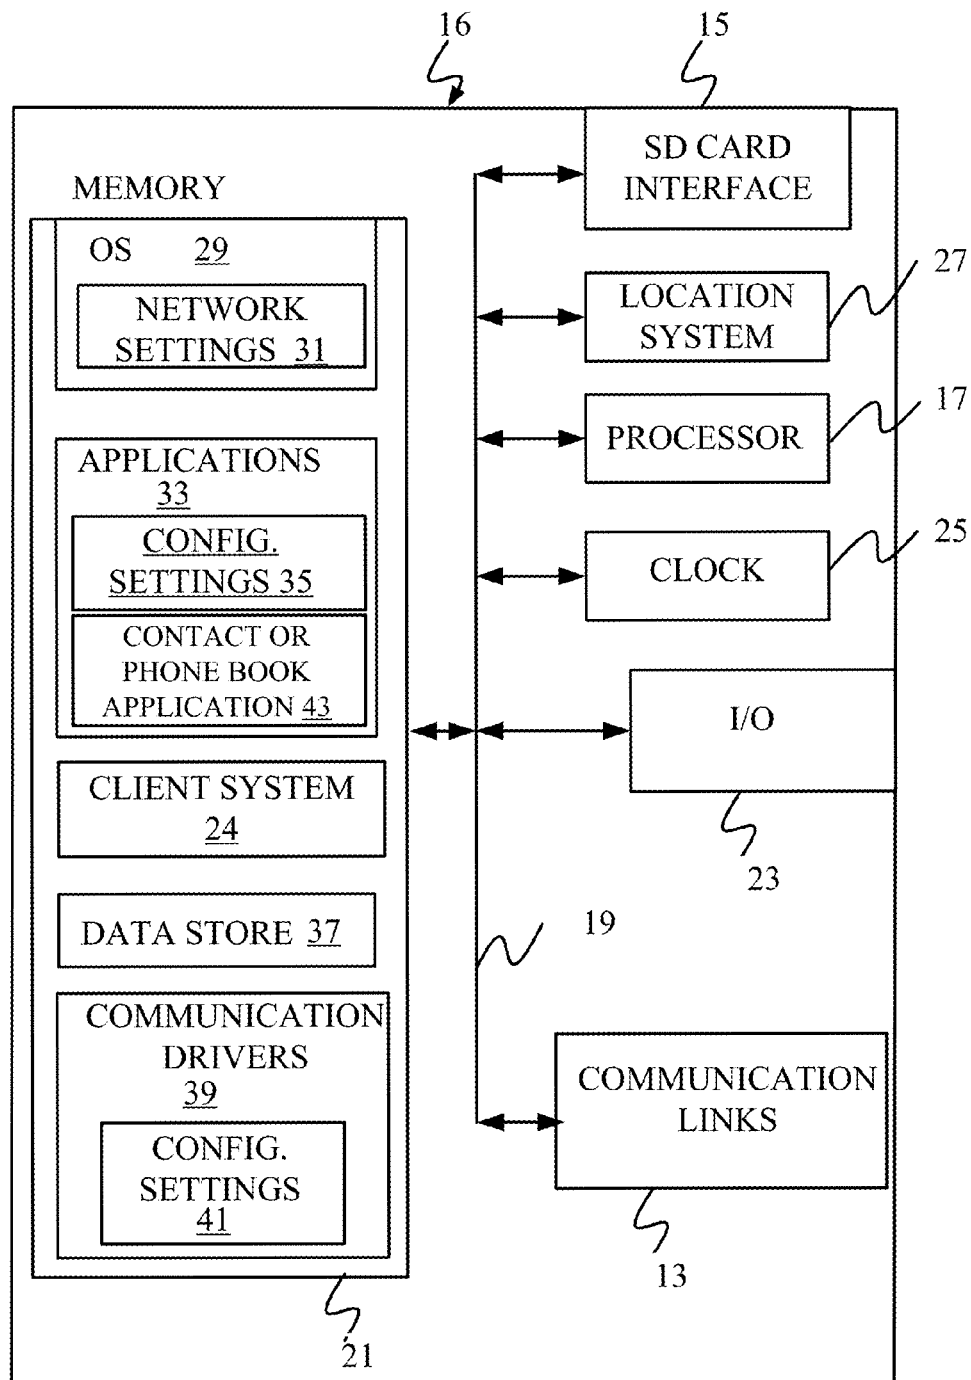 16
15
SD CARD
INTERFACE
MEMORY
OS 29
NETWORK
SETTINGS 31
27
LOCATION
SYSTEM
17
PROCESSOR
APPLICATIONS
33
CONFIG.
SETTINGS 35
25
CLOCK
CONTACT OR
PHONE BOOK
APPLICATION 43
I/O
CLIENT SYSTEM
24
23
DATA STORE 37
19
COMMUNICATION
DRIVERS
39
CONFIG.
SETTINGS
41
COMMUNICATION
LINKS
13
21